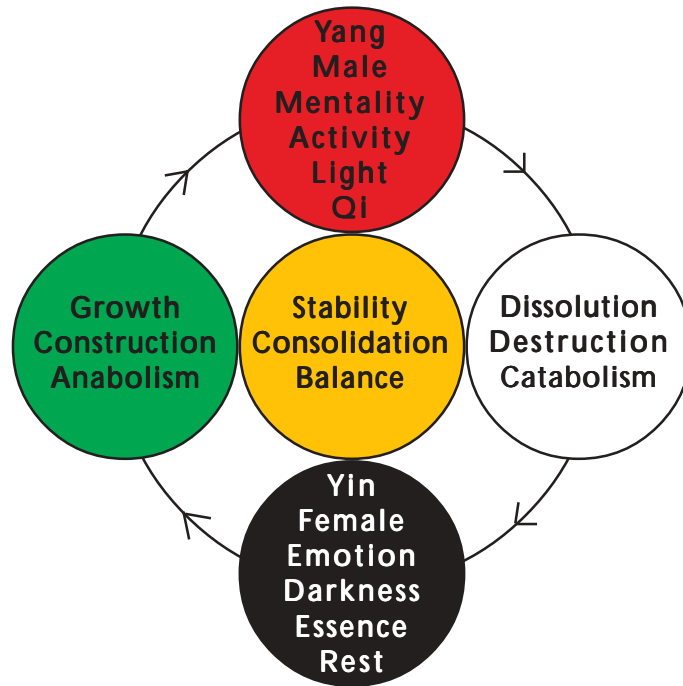 Yang
Male
Mentality
Activity
Light
Qi
Growth
Construction
Anabolism
Stability
Consolidation
Balance
Dissolution
Destruction
Catabolism
Yin
Female
Emotion
Darkness
Essence
Rest